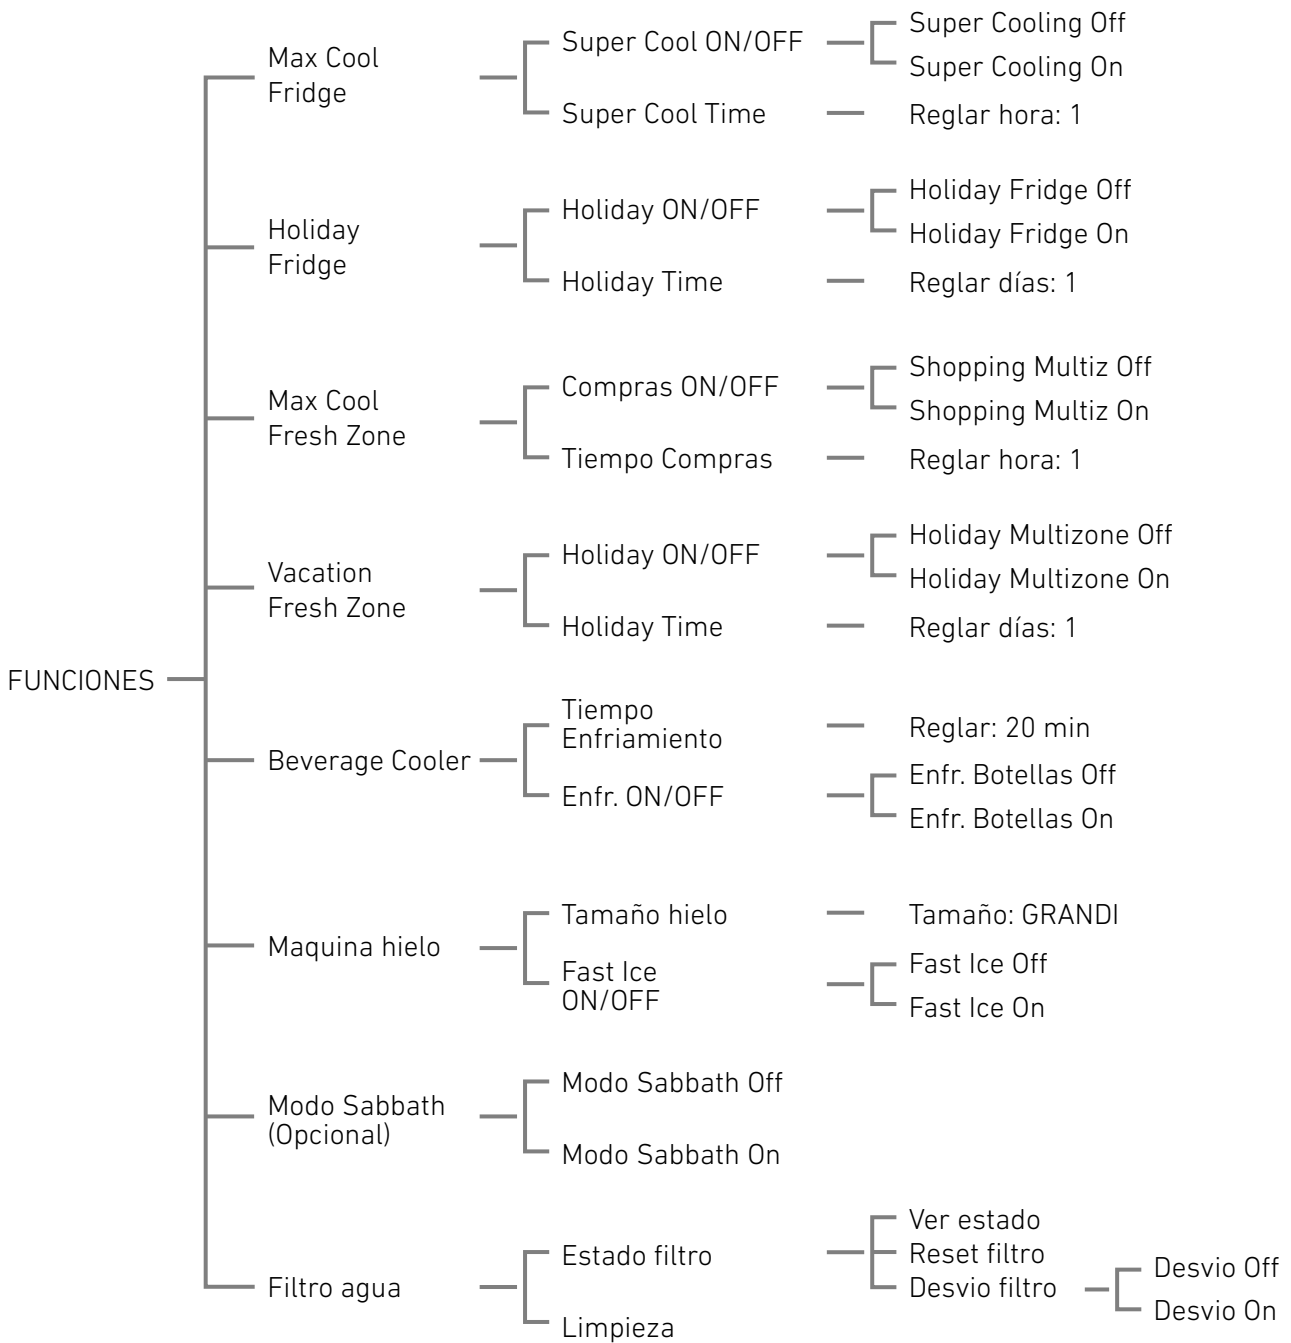 FUNCIONES
Max Cool
Fridge
Super Cool ON/OFF
Super Cooling Off
Super Cooling On
Super Cool Time
Reglar hora: 1
Holiday
Fridge
Holiday ON/OFF
Holiday Fridge Off
Holiday Fridge On
Holiday Time
Reglar días: 1
Max Cool
Fresh Zone
Compras ON/OFF
Shopping Multiz Off
Shopping Multiz On
Tiempo Compras
Reglar hora: 1
Vacation
Fresh Zone
Holiday ON/OFF
Holiday Multizone Off
Holiday Multizone On
Holiday Time
Reglar días: 1
Beverage Cooler
Tiempo
Enfriamiento
Reglar: 20 min
Enfr. ON/OFF
Enfr. Botellas Off
Enfr. Botellas On
Maquina hielo
Tamaño hielo
Tamaño: GRANDI
Fast Ice
ON/OFF
Fast Ice Off
Fast Ice On
Modo Sabbath
(Opcional)
Modo Sabbath Off
Modo Sabbath On
Filtro agua
Estado filtro
Ver estado
Reset filtro
Desvio filtro
Desvio Off
Desvio On
Limpieza